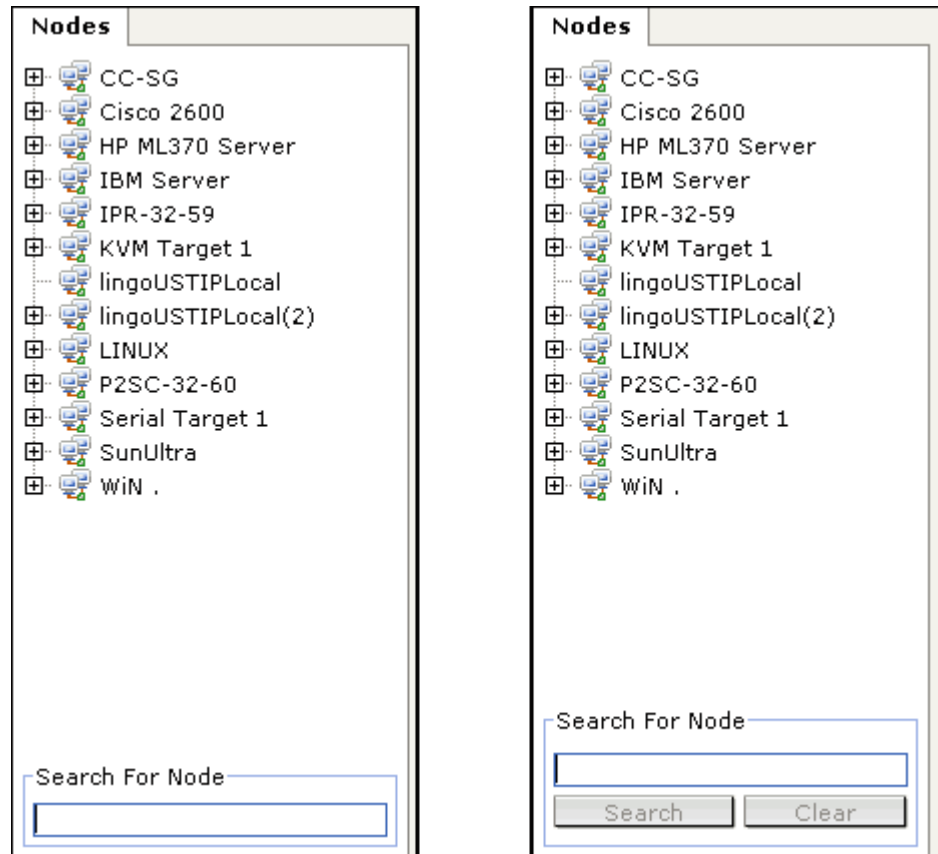 Nodes
CC-SG
Cisco 2600
HP ML370 Server
IBM Server
IPR-32-59
KVM Target 1
lingoUSTIPLocal
lingoUSTIPLocal(2)
LINUX
P2SC-32-60
Serial Target 1
SunUltra
WiN .
Search For Node
Nodes
CC-SG
Cisco 2600
HP ML370 Server
IBM Server
IPR-32-59
KVM Target 1
lingoUSTIPLocal
lingoUSTIPLocal(2)
LINUX
P2SC-32-60
Serial Target 1
SunUltra
WiN .
Search For Node
Search Clear